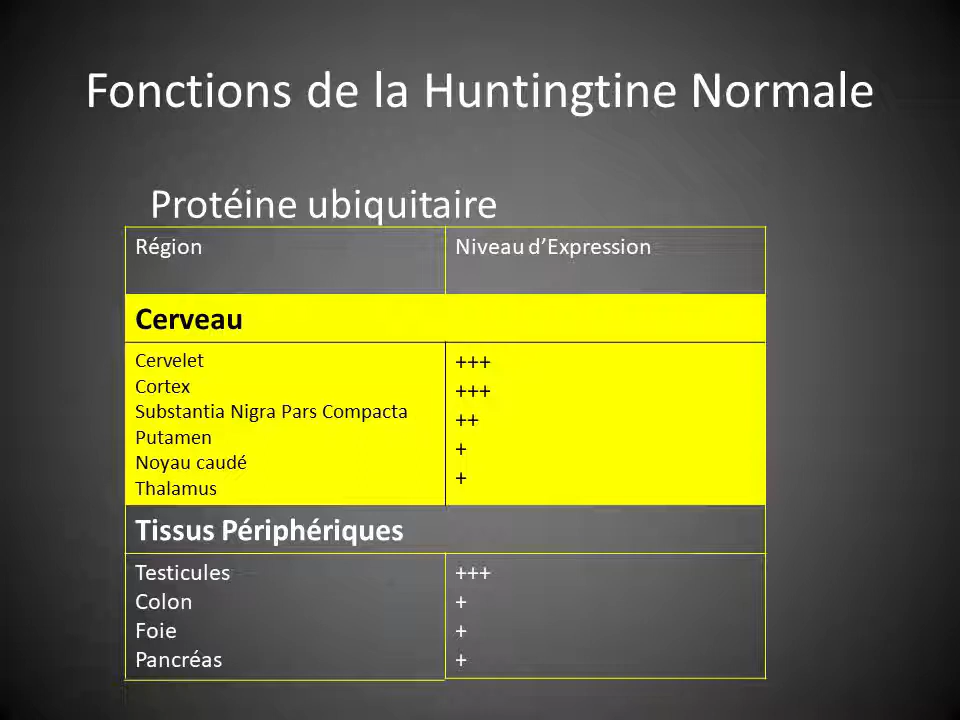 Fonctions de la Huntingtine Normale
Protéine ubiquitaire
Région Niveau d’Expression
Cerveau
Cervelet +++
Cortex +++
Substantia Nigra Pars Compacta ++
Putamen +
Noyau caudé +
Thalamus
Tissus Périphériques
Testicules +++
Colon +
Foie +
Pancréas +